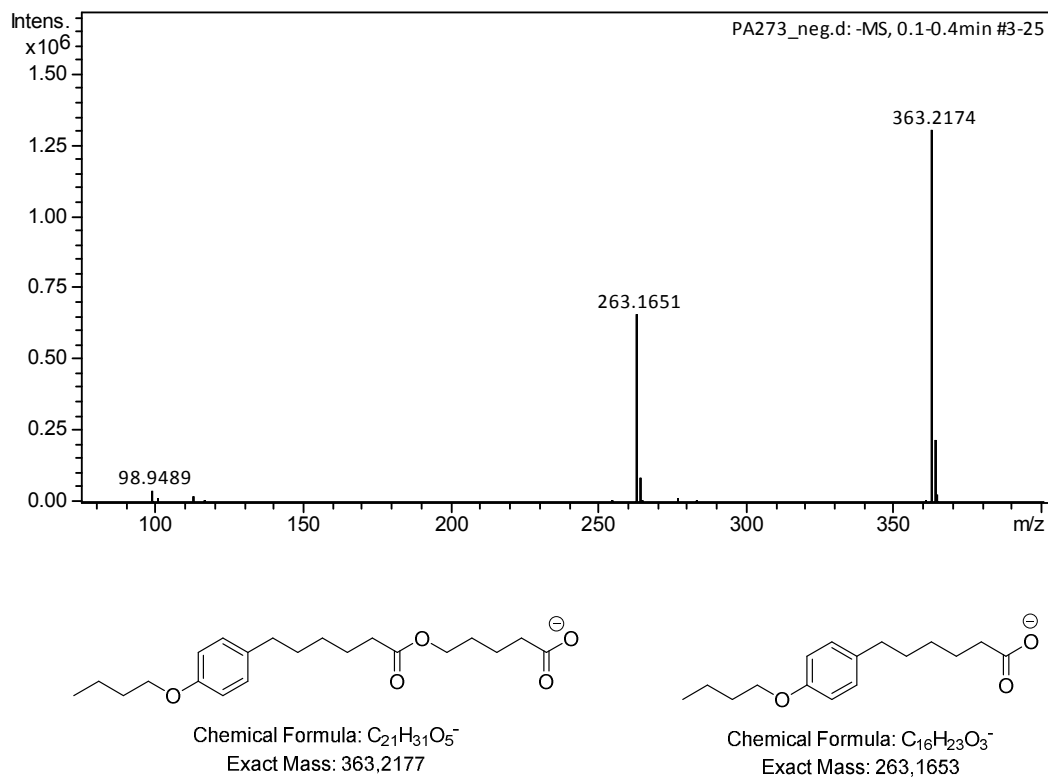 Intens.
x10⁶
PA273_neg.d: -MS, 0.1-0.4min #3-25
1.50
363.2174
1.25
1.00
0.75
263.1651
0.50
0.25
98.9489
0.00
100 150 200 250 300 350 m/z
⊖
O O
O O O
O
Chemical Formula: C₂₁H₃₁O₅⁻
Exact Mass: 363,2177
⊖
O
O
O
Chemical Formula: C₁₆H₂₃O₃⁻
Exact Mass: 263,1653